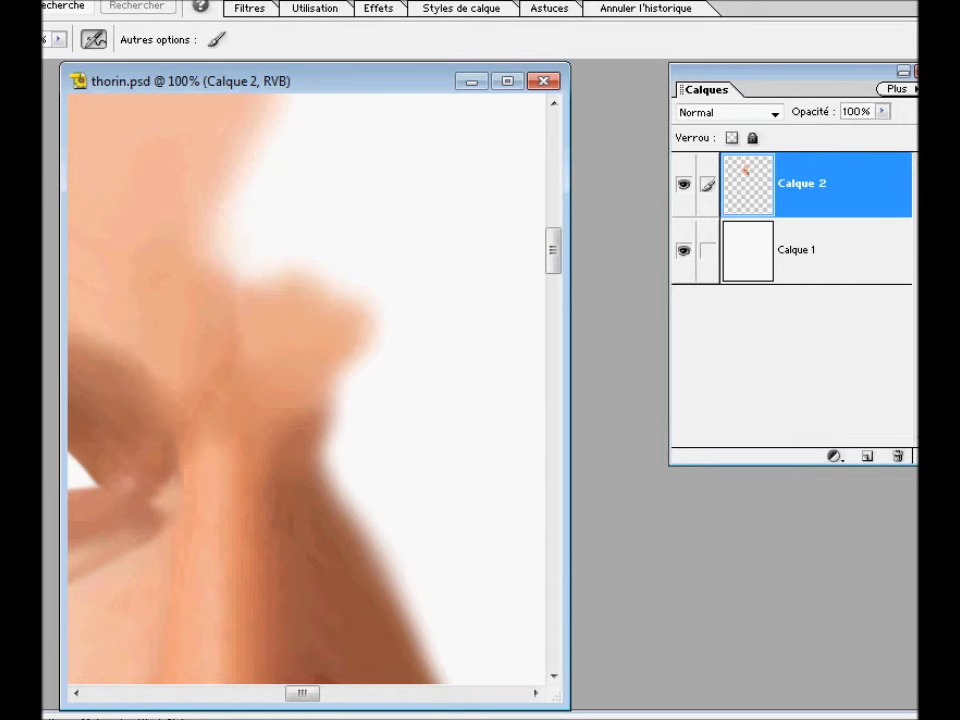 echerche Rechercher Filtres Utilisation Effets Styles de calque Astuces Annuler l'historique
% Autres options :
thorin.psd @ 100% (Calque 2, RVB)
Calques Plus
Normal Opacité : 100%
Verrou :
Calque 2
Calque 1